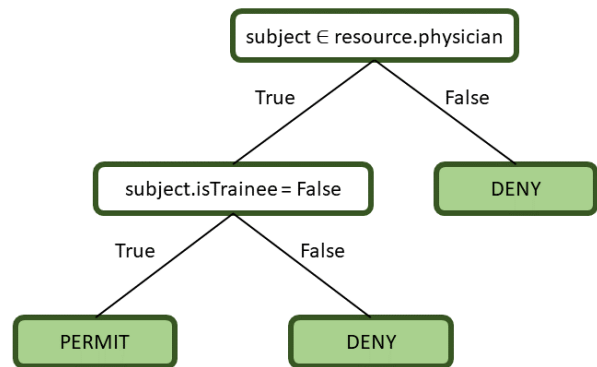 subject ∈ resource.physician
True
False
subject.isTrainee = False
DENY
True
False
PERMIT
DENY